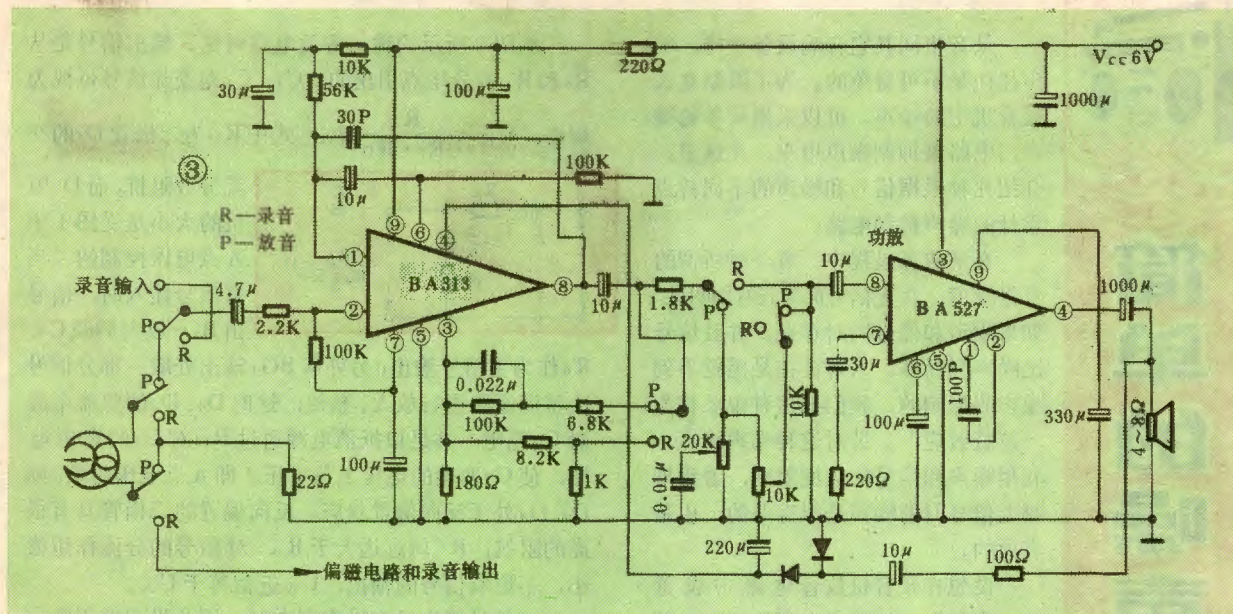 10K
220Ω
Vcc 6V
30μ
56K
100μ
1000μ
30P
③
100K
10μ
R—录音
P—放音
⑨
⑥
④
功放
①
BA313
⑧
录音输入
4.7μ
P
R
2.2K
②
⑦
⑤
③
10μ
1.8K
R
P
P
R
10μ
⑧
⑦
30μ
③
⑨
BA527
④
1000μ
⑥
⑤
①
②
100K
0.022μ
100K
6.8K
P
R
8.2K
1K
100μ
180Ω
0.01μ
20K
10K
10K
220Ω
100μ
100P
330μ
4~8Ω
P
R
P
R
22Ω
220μ
10μ
100Ω
偏磁电路和录音输出